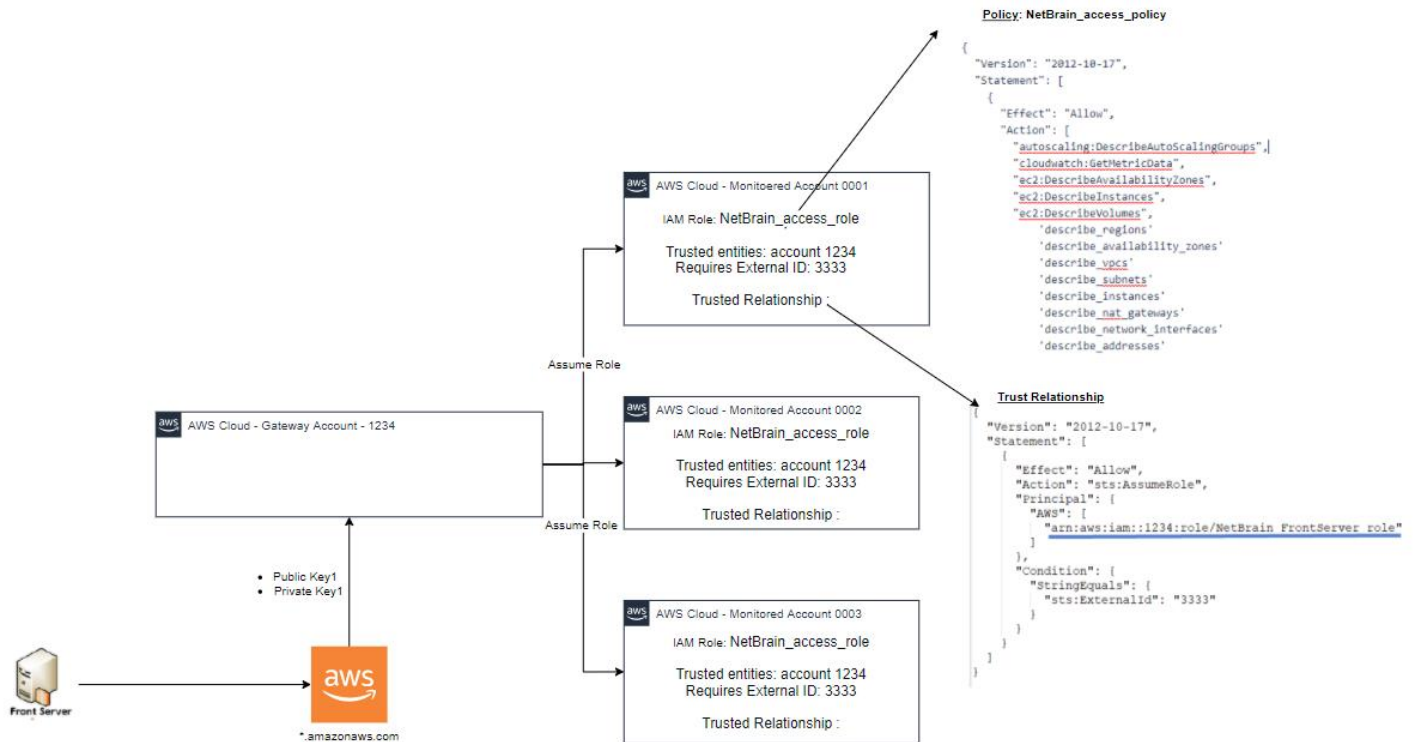 Policy: NetBrain_access_policy
{
"Version": "2012-10-17",
"Statement": [
{
"Effect": "Allow",
"Action": [
"autoscaling:DescribeAutoScalingGroups",
"cloudwatch:GetMetricData",
"ec2:DescribeAvailabilityZones",
"ec2:DescribeInstances",
"ec2:DescribeVolumes",
'describe_regions'
'describe_availability_zones'
'describe_vpcs'
'describe_subnets'
'describe_instances'
'describe_nat_gateways'
'describe_network_interfaces'
'describe_addresses'
aws
AWS Cloud - Monitoered Account 0001
IAM Role: NetBrain_access_role
Trusted entities: account 1234
Requires External ID: 3333
Trusted Relationship :
Assume Role
aws
AWS Cloud - Gateway Account - 1234
aws
AWS Cloud - Monitored Account 0002
IAM Role: NetBrain_access_role
Trusted entities: account 1234
Requires External ID: 3333
Trusted Relationship :
Assume Role
Trust Relationship
{
"Version": "2012-10-17",
"Statement": [
{
"Effect": "Allow",
"Action": "sts:AssumeRole",
"Principal": {
"AWS": [
"arn:aws:iam::1234:role/NetBrain_FrontServer_role"
]
},
"Condition": {
"StringEquals": {
"sts:ExternalId": "3333"
}
}
}
]
}
• Public Key1
• Private Key1
aws
AWS Cloud - Monitored Account 0003
IAM Role: NetBrain_access_role
Trusted entities: account 1234
Requires External ID: 3333
Trusted Relationship :
Front Server
aws
*.amazonaws.com